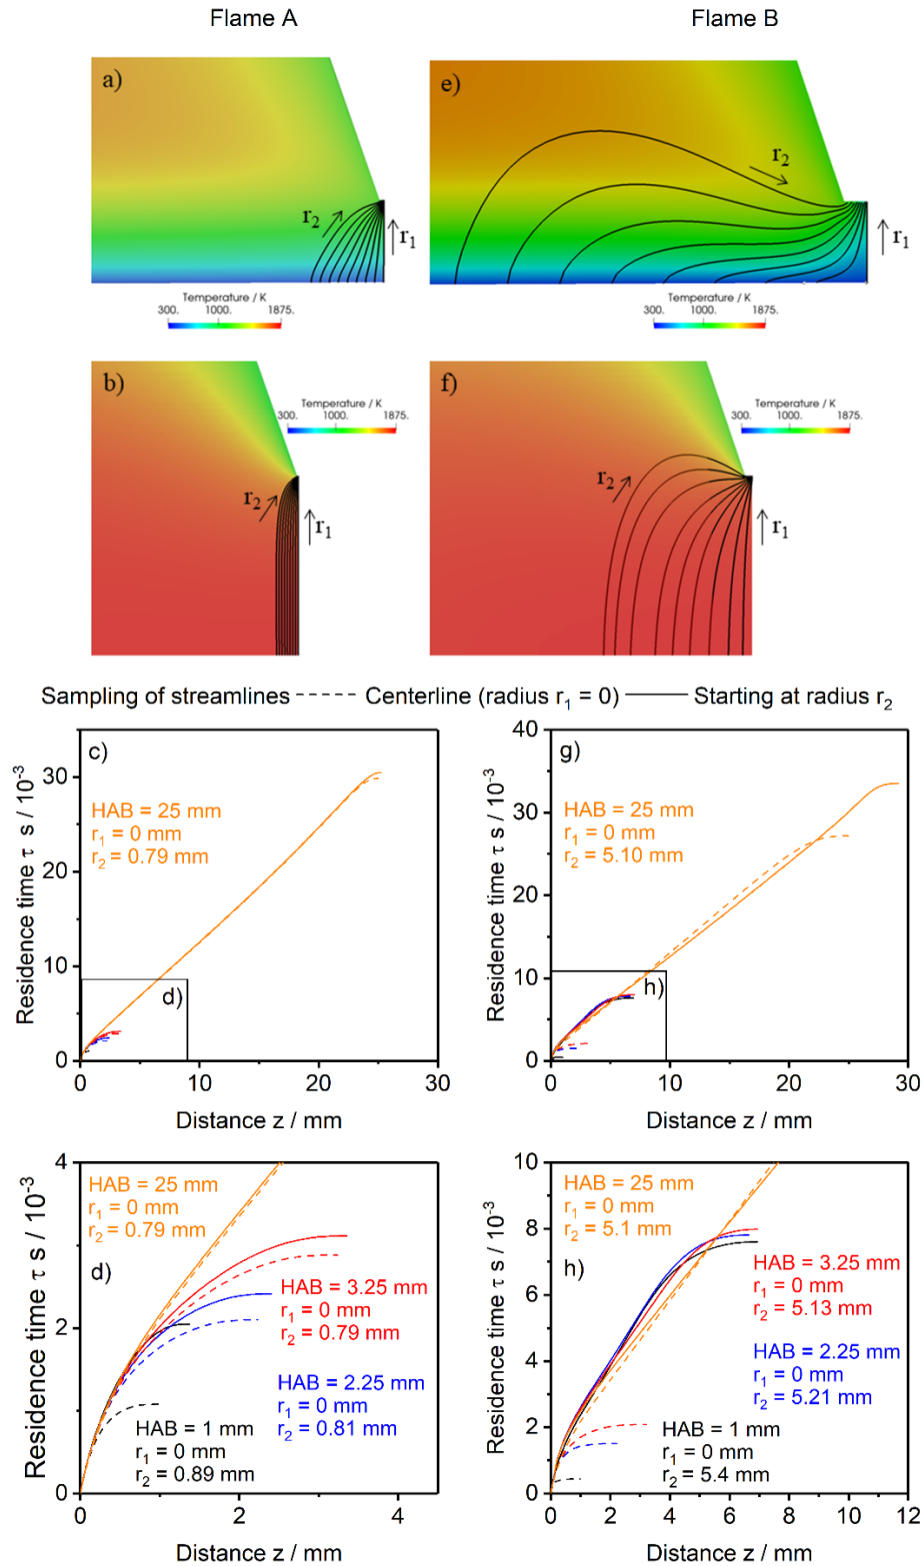 Flame A
Flame B
a)
r2
r1
Temperature / K
300. 1000. 1875.
e)
r2
r1
Temperature / K
300. 1000. 1875.
b)
Temperature / K
300. 1000. 1875.
r2
r1
f)
Temperature / K
300. 1000. 1875.
r2
r1
Sampling of streamlines Centerline (radius r1 = 0) Starting at radius r2
c)
HAB = 25 mm
r1 = 0 mm
r2 = 0.79 mm
d)
Residence time τ s / 10-3
0 10 20 30
0 10 20 30
Distance z / mm
g)
HAB = 25 mm
r1 = 0 mm
r2 = 5.10 mm
h)
Residence time τ s / 10-3
0 10 20 30 40
0 10 20 30
Distance z / mm
HAB = 25 mm
r1 = 0 mm
r2 = 0.79 mm
d)
HAB = 3.25 mm
r1 = 0 mm
r2 = 0.79 mm
HAB = 2.25 mm
r1 = 0 mm
r2 = 0.81 mm
HAB = 1 mm
r1 = 0 mm
r2 = 0.89 mm
Residence time τ s / 10-3
0 2 4
0 2 4
Distance z / mm
HAB = 25 mm
r1 = 0 mm
r2 = 5.1 mm
h)
HAB = 3.25 mm
r1 = 0 mm
r2 = 5.13 mm
HAB = 2.25 mm
r1 = 0 mm
r2 = 5.21 mm
HAB = 1 mm
r1 = 0 mm
r2 = 5.4 mm
Residence time τ s / 10-3
0 2 4 6 8 10
0 2 4 6 8 10 12
Distance z / mm